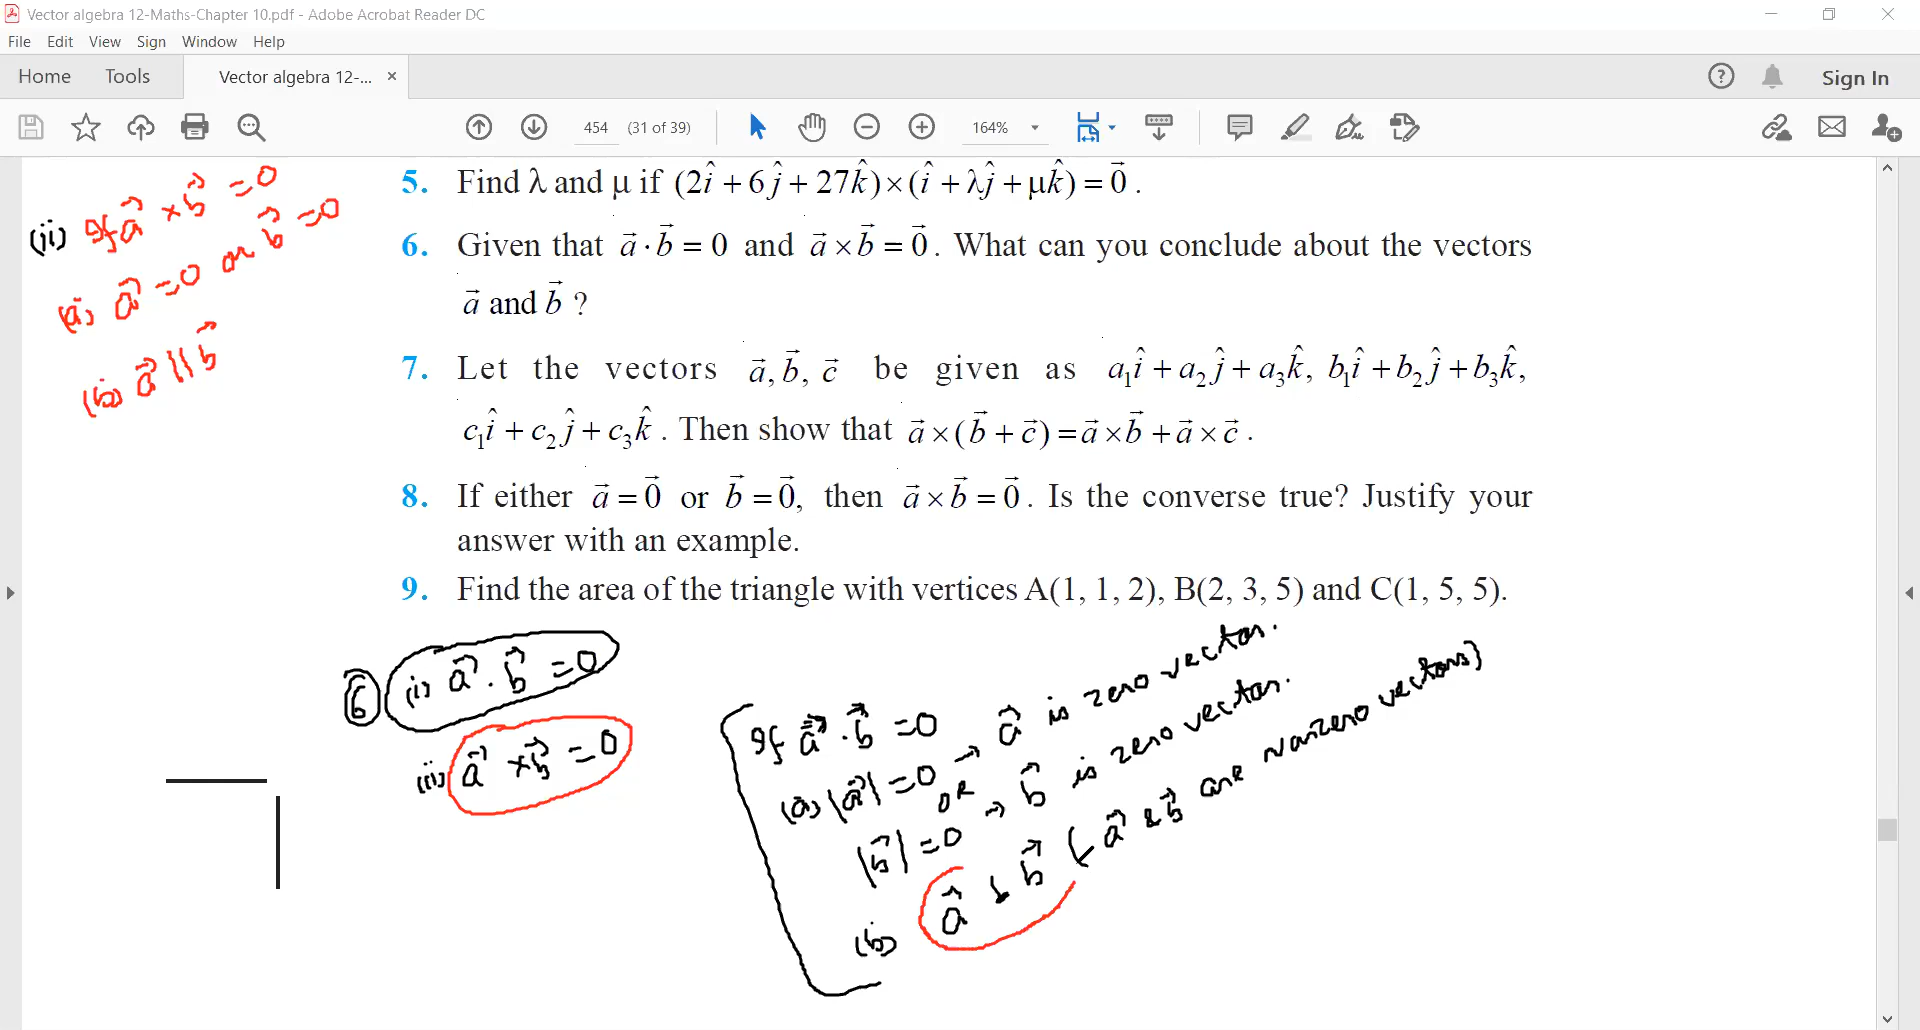 Vector algebra 12-Maths-Chapter 10.pdf - Adobe Acrobat Reader DC
File Edit View Sign Window Help
Home Tools Vector algebra 12-... × Sign In
454 (31 of 39) 164%
5. Find λ and μ if (2î + 6ĵ + 27k̂) × (î + λĵ + μk̂) = 0⃗ .
6. Given that a⃗ · b⃗ = 0 and a⃗ × b⃗ = 0⃗ . What can you conclude about the vectors
a⃗ and b⃗ ?
7. Let the vectors a⃗, b⃗, c⃗ be given as a₁î + a₂ĵ + a₃k̂, b₁î + b₂ĵ + b₃k̂,
c₁î + c₂ĵ + c₃k̂ . Then show that a⃗ × (b⃗ + c⃗) = a⃗ × b⃗ + a⃗ × c⃗ .
8. If either a⃗ = 0⃗ or b⃗ = 0⃗, then a⃗ × b⃗ = 0⃗ . Is the converse true? Justify your
answer with an example.
9. Find the area of the triangle with vertices A(1, 1, 2), B(2, 3, 5) and C(1, 5, 5).
(ii) If a⃗ × b⃗ = 0
(a) a⃗ = 0 or b⃗ = 0
(b) a⃗ || b⃗
6 (i) a⃗ . b⃗ = 0
(ii) a⃗ × b⃗ = 0
If a⃗ . b⃗ = 0
(a) |a⃗| = 0 → a⃗ is zero vector.
OR
|b⃗| = 0 → b⃗ is zero vector.
(b) a⃗ ⊥ b⃗ (a⃗ & b⃗ are nonzero vectors)